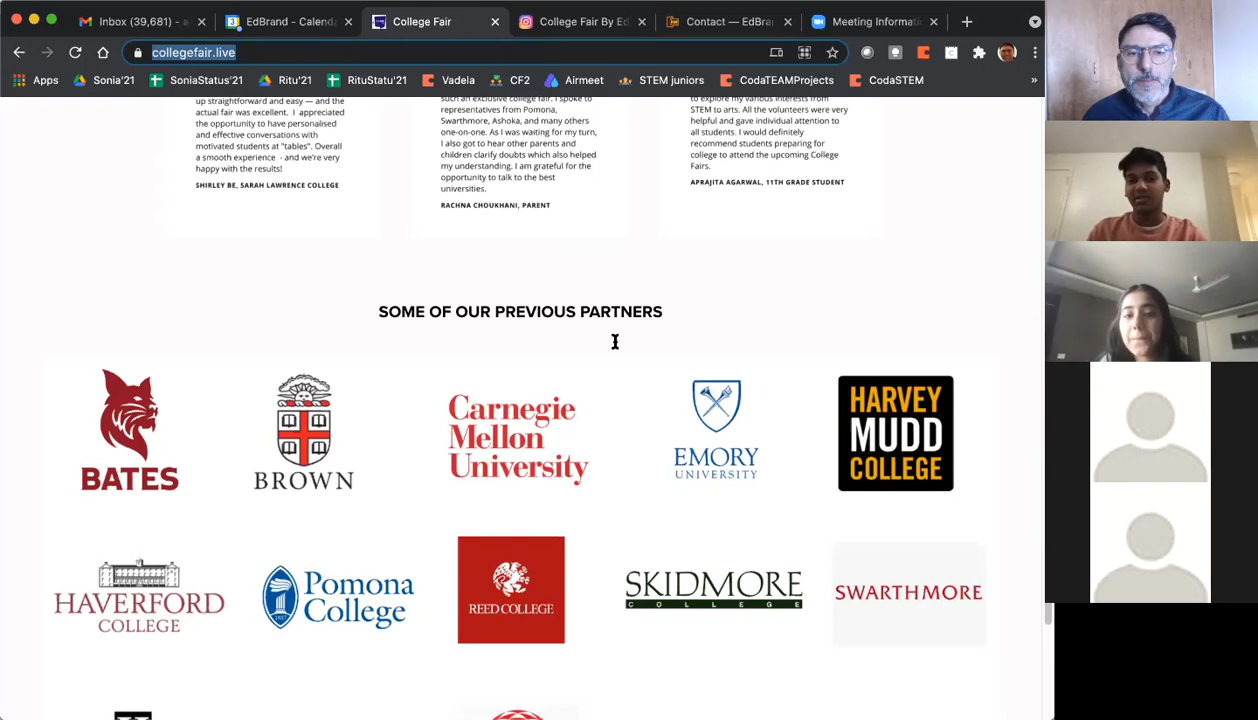 Inbox (39,681) - a
EdBrand - Calenda
College Fair
College Fair By Ed
Contact — EdBra
Meeting Informati
collegefair.live
Apps
Sonia'21
SoniaStatus'21
Ritu'21
RituStatu'21
Vadela
CF2
Airmeet
STEM juniors
CodaTEAMProjects
CodaSTEM
»
up straightforward and easy — and the
actual fair was excellent. I appreciated
the opportunity to have personalised
and effective conversations with
motivated students at "tables". Overall
a smooth experience - and we're very
happy with the results!
SHIRLEY BE, SARAH LAWRENCE COLLEGE
such an exclusive college fair. I spoke to
representatives from Pomona,
Swarthmore, Ashoka, and many others
one-on-one. As I was waiting for my turn,
I also got to hear other parents and
children clarify doubts which also helped
my understanding. I am grateful for the
opportunity to talk to the best
universities.
RACHNA CHOUKHANI, PARENT
to explore my various interests from
STEM to arts. All the volunteers were very
helpful and gave individual attention to
all students. I would definitely
recommend students preparing for
college to attend the upcoming College
Fairs.
APRAJITA AGARWAL, 11TH GRADE STUDENT
SOME OF OUR PREVIOUS PARTNERS
BATES
BROWN
Carnegie
Mellon
University
EMORY
UNIVERSITY
HARVEY
MUDD
COLLEGE
HAVERFORD
COLLEGE
Pomona
College
REED COLLEGE
SKIDMORE
COLLEGE
SWARTHMORE